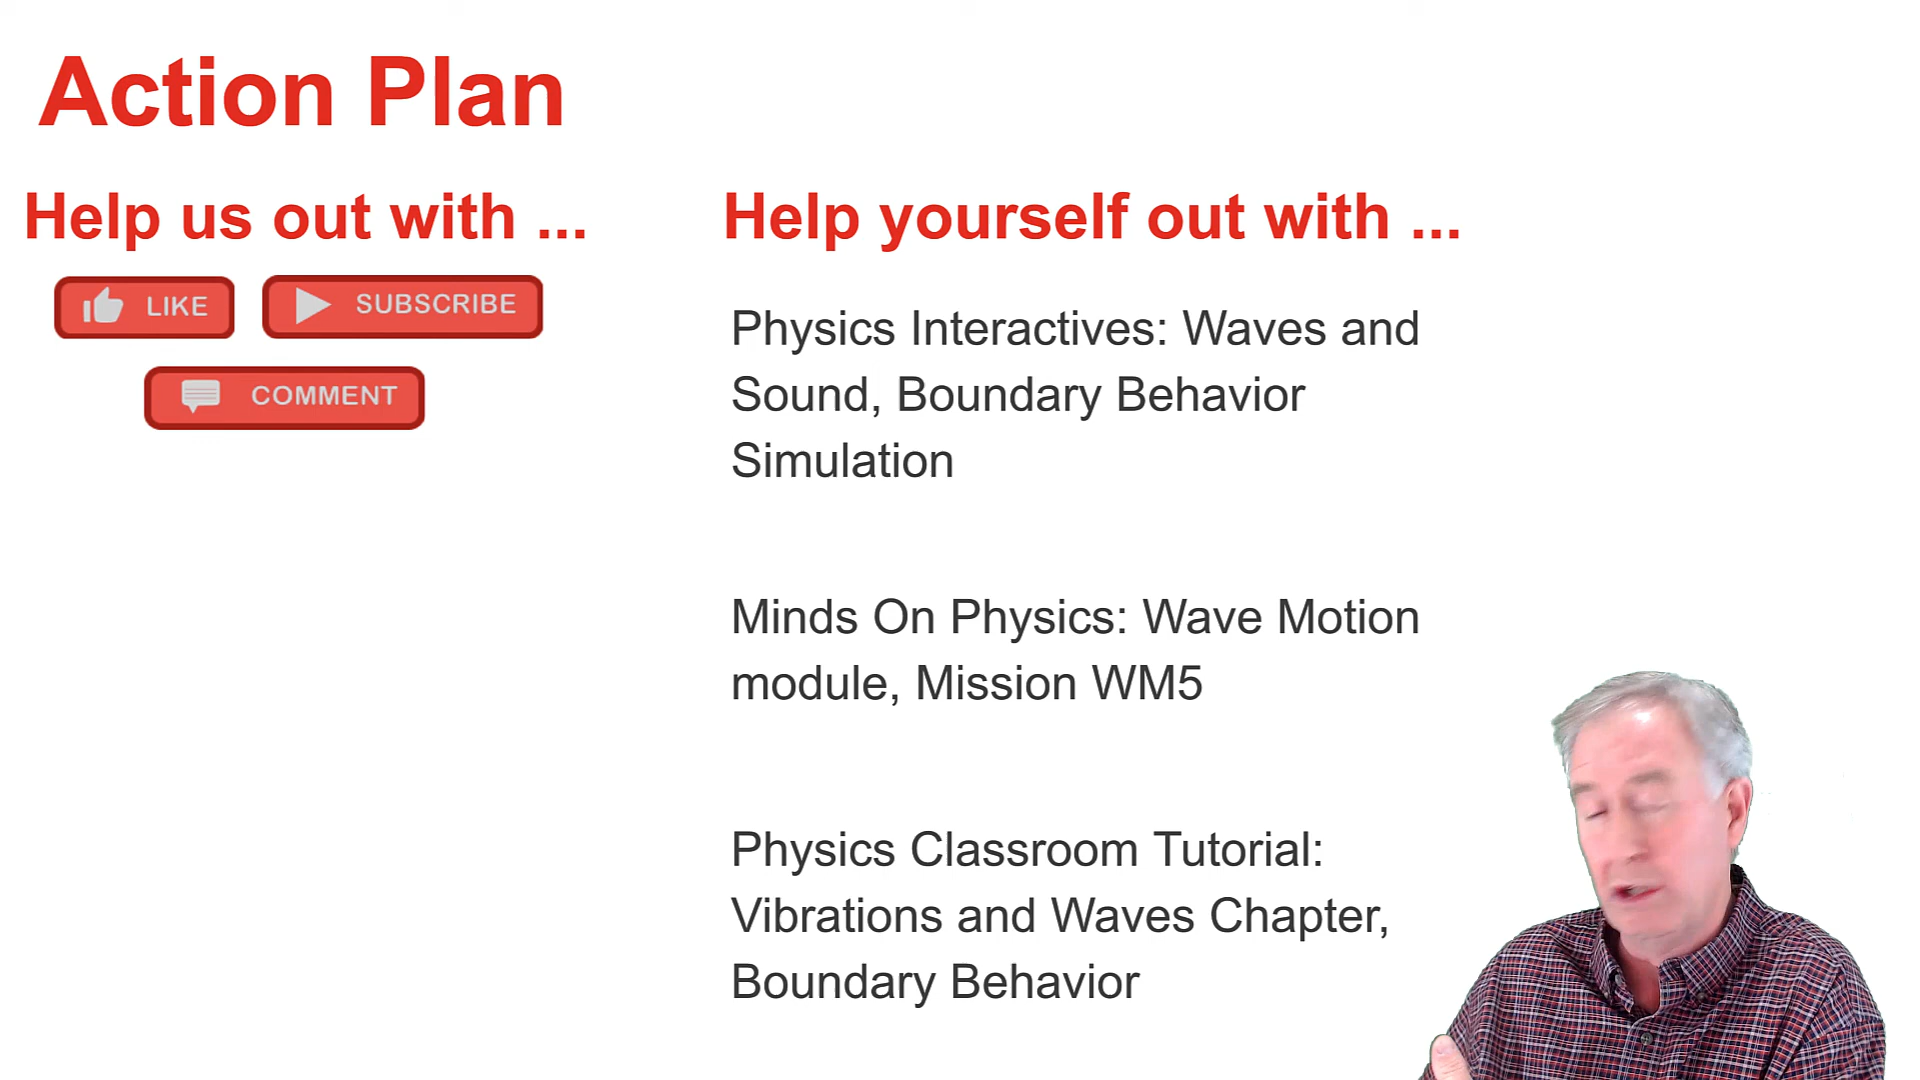 Action Plan
Help us out with ...
LIKE
SUBSCRIBE
COMMENT
Help yourself out with ...
Physics Interactives: Waves and
Sound, Boundary Behavior
Simulation
Minds On Physics: Wave Motion
module, Mission WM5
Physics Classroom Tutorial:
Vibrations and Waves Chapter,
Boundary Behavior